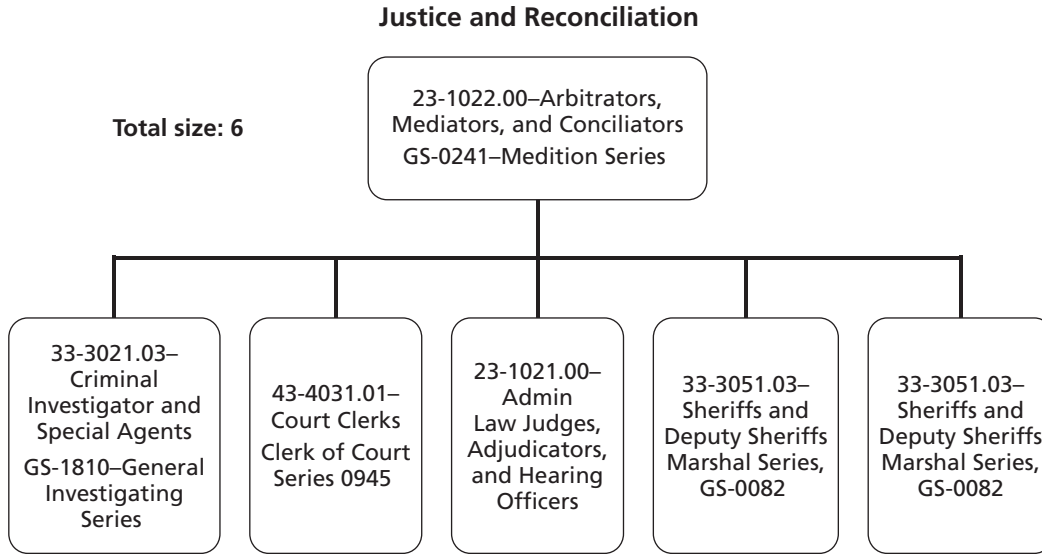 Justice and Reconciliation
Total size: 6
23-1022.00–Arbitrators,
Mediators, and Conciliators
GS-0241–Medition Series
33-3021.03–
Criminal
Investigator and
Special Agents
GS-1810–General
Investigating
Series
43-4031.01–
Court Clerks
Clerk of Court
Series 0945
23-1021.00–
Admin
Law Judges,
Adjudicators,
and Hearing
Officers
33-3051.03–
Sheriffs and
Deputy Sheriffs
Marshal Series,
GS-0082
33-3051.03–
Sheriffs and
Deputy Sheriffs
Marshal Series,
GS-0082